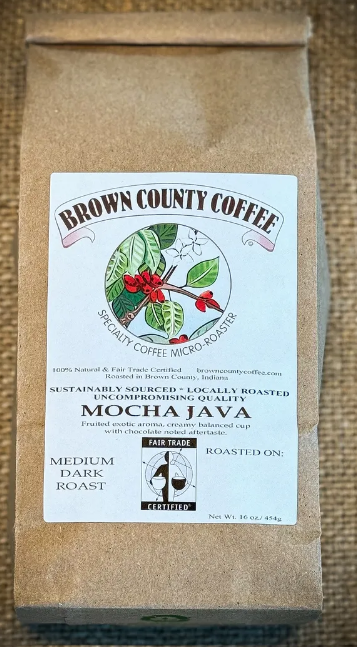 BROWN COUNTY COFFEE
SPECIALTY COFFEE MICRO-ROASTER
100% Natural & Fair Trade Certified browncountycoffee.com
Roasted in Brown County, Indiana
SUSTAINABLY SOURCED ~ LOCALLY ROASTED
UNCOMPROMISING QUALITY
MOCHA JAVA
Fruited exotic aroma, creamy balanced cup
with chocolate noted aftertaste.
MEDIUM
DARK
ROAST
FAIR TRADE
CERTIFIED
ROASTED ON:
Net Wt. 16 oz./ 454g